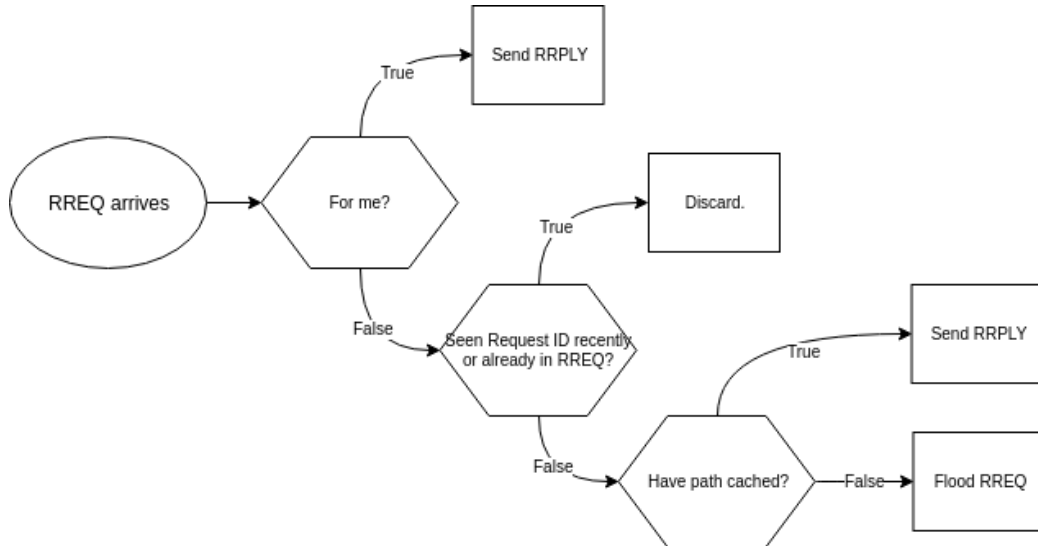 Send RRPLY
True
RREQ arrives
For me?
Discard.
True
False
Seen Request ID recently
or already in RREQ?
Send RRPLY
True
False
Have path cached?
False
Flood RREQ